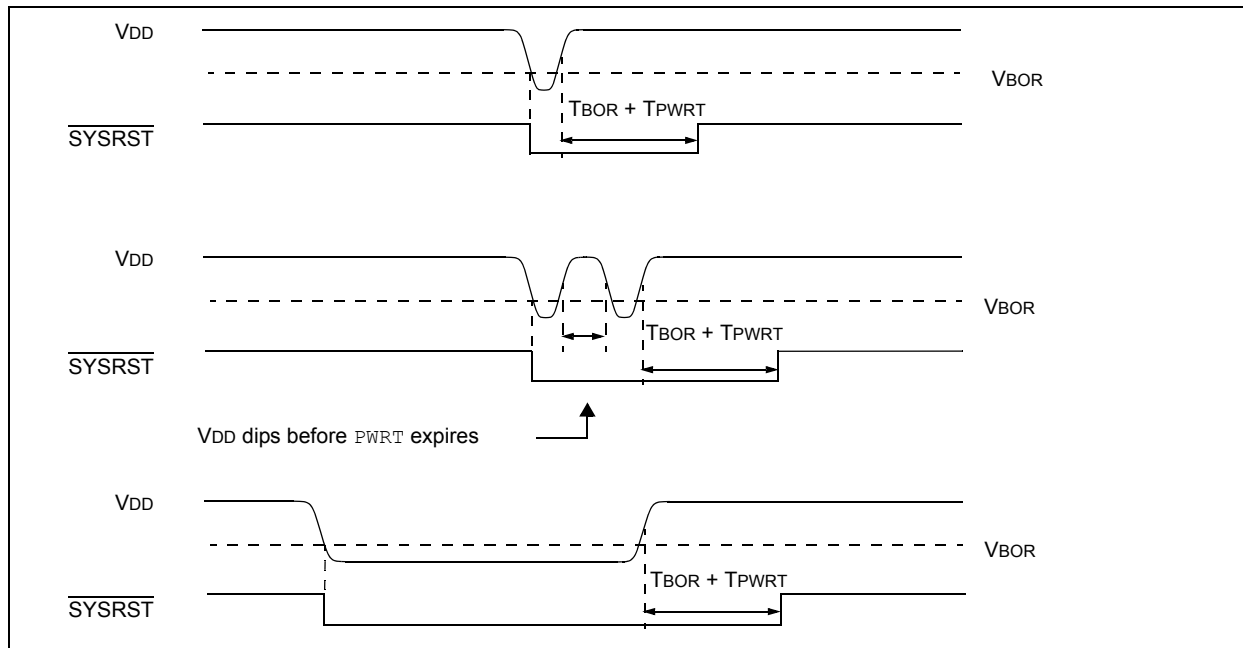 VDD
VBOR
TBOR + TPWRT
SYSRST
VDD
VBOR
TBOR + TPWRT
SYSRST
VDD dips before PWRT expires
VDD
VBOR
TBOR + TPWRT
SYSRST